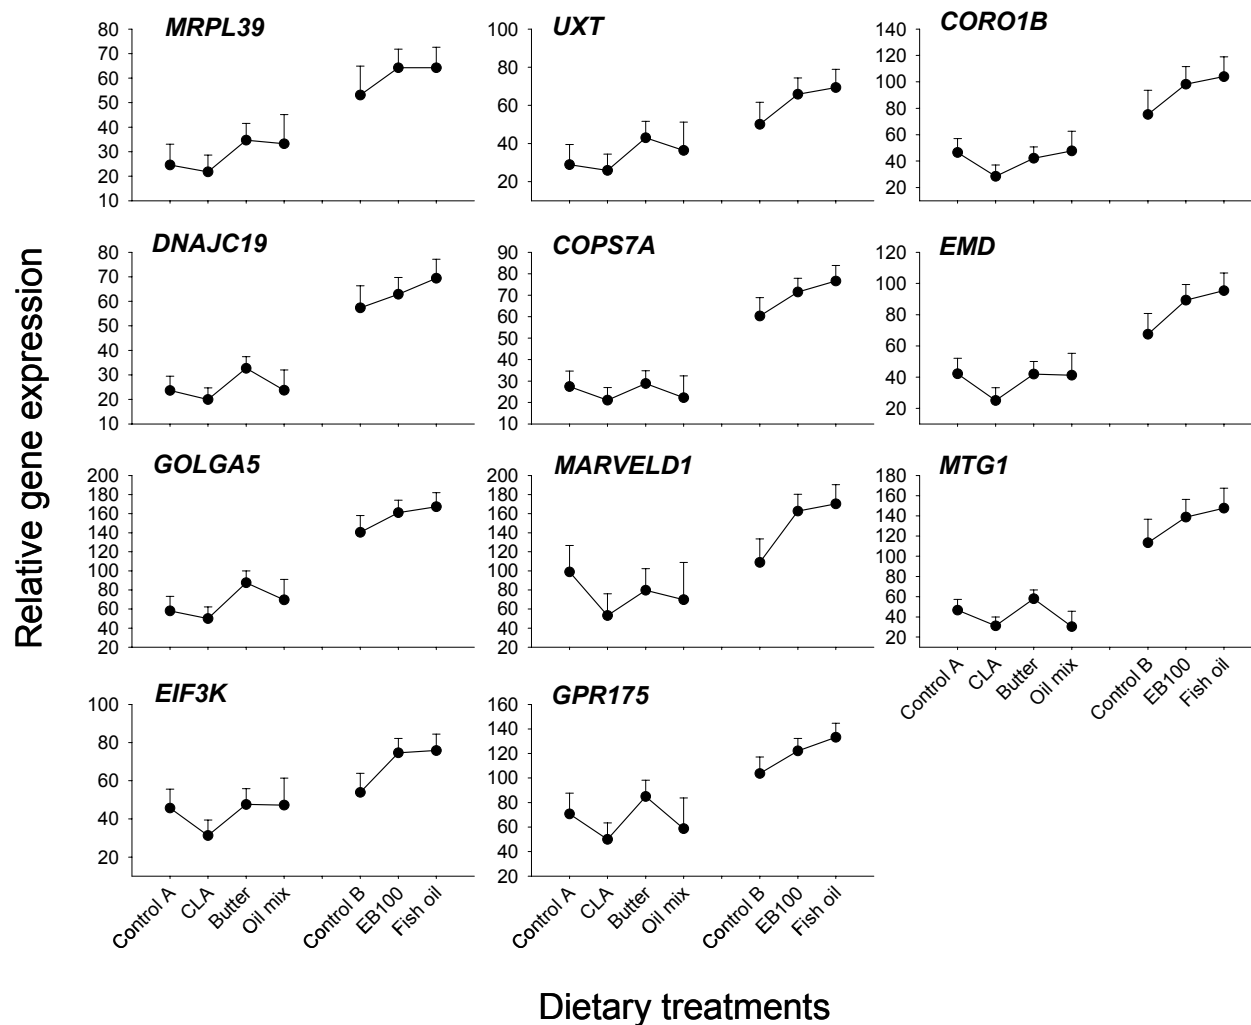 Relative gene expression
MRPL39
80
70
60
50
40
30
20
10
UXT
100
80
60
40
20
CORO1B
140
120
100
80
60
40
20
DNAJC19
80
70
60
50
40
30
20
10
COPS7A
90
80
70
60
50
40
30
20
10
EMD
120
100
80
60
40
20
GOLGA5
200
180
160
140
120
100
80
60
40
20
MARVELD1
200
180
160
140
120
100
80
60
40
20
MTG1
180
160
140
120
100
80
60
40
20
Control A
CLA
Butter
Oil mix
Control B
EB100
Fish oil
EIF3K
100
80
60
40
20
Control A
CLA
Butter
Oil mix
Control B
EB100
Fish oil
GPR175
160
140
120
100
80
60
40
20
Control A
CLA
Butter
Oil mix
Control B
EB100
Fish oil
Dietary treatments